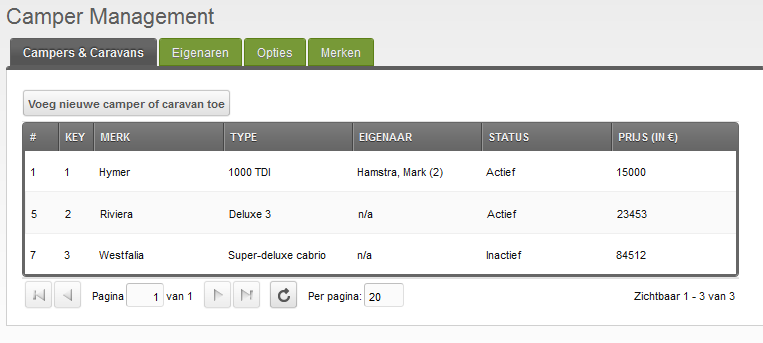 Camper Management
Campers & Caravans Eigenaren Opties Merken
Voeg nieuwe camper of caravan toe
# KEY MERK TYPE EIGENAAR STATUS PRIJS (IN €)
1 1 Hymer 1000 TDI Hamstra, Mark (2) Actief 15000
5 2 Riviera Deluxe 3 n/a Actief 23453
7 3 Westfalia Super-deluxe cabrio n/a Inactief 84512
Pagina 1 van 1 Per pagina: 20 Zichtbaar 1 - 3 van 3